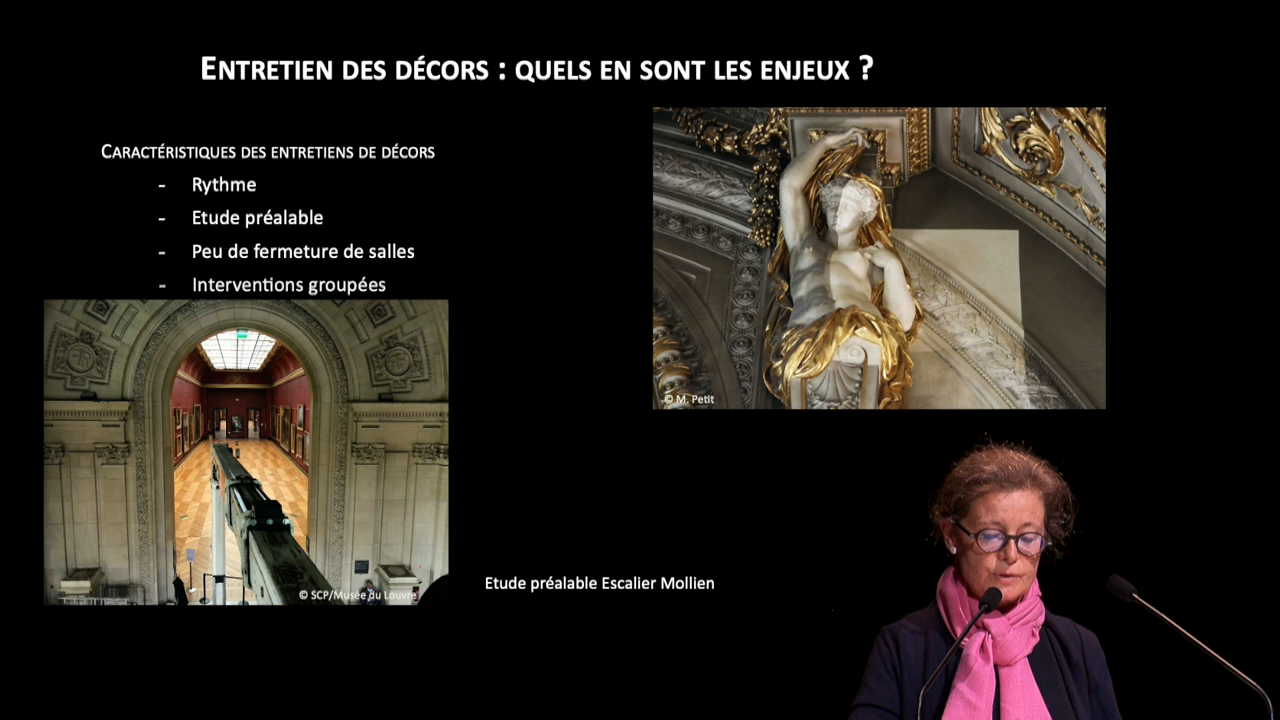 ENTRETIEN DES DÉCORS : QUELS EN SONT LES ENJEUX ?
CARACTÉRISTIQUES DES ENTRETIENS DE DÉCORS
- Rythme
- Etude préalable
- Peu de fermeture de salles
- Interventions groupées
© M. Petit
© SCP/Musée du Louvre
Etude préalable Escalier Mollien